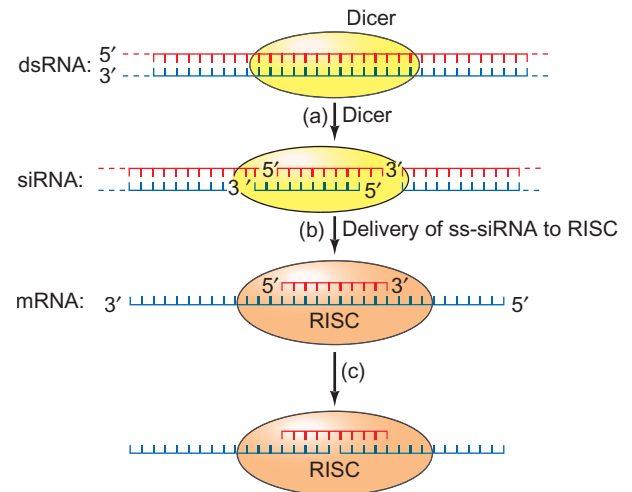 Dicer
dsRNA: 5′
3′
(a) Dicer
siRNA: 5′ 3′
3′ 5′
(b) Delivery of ss-siRNA to RISC
5′ 3′
mRNA: 3′ 5′
RISC
(c)
RISC